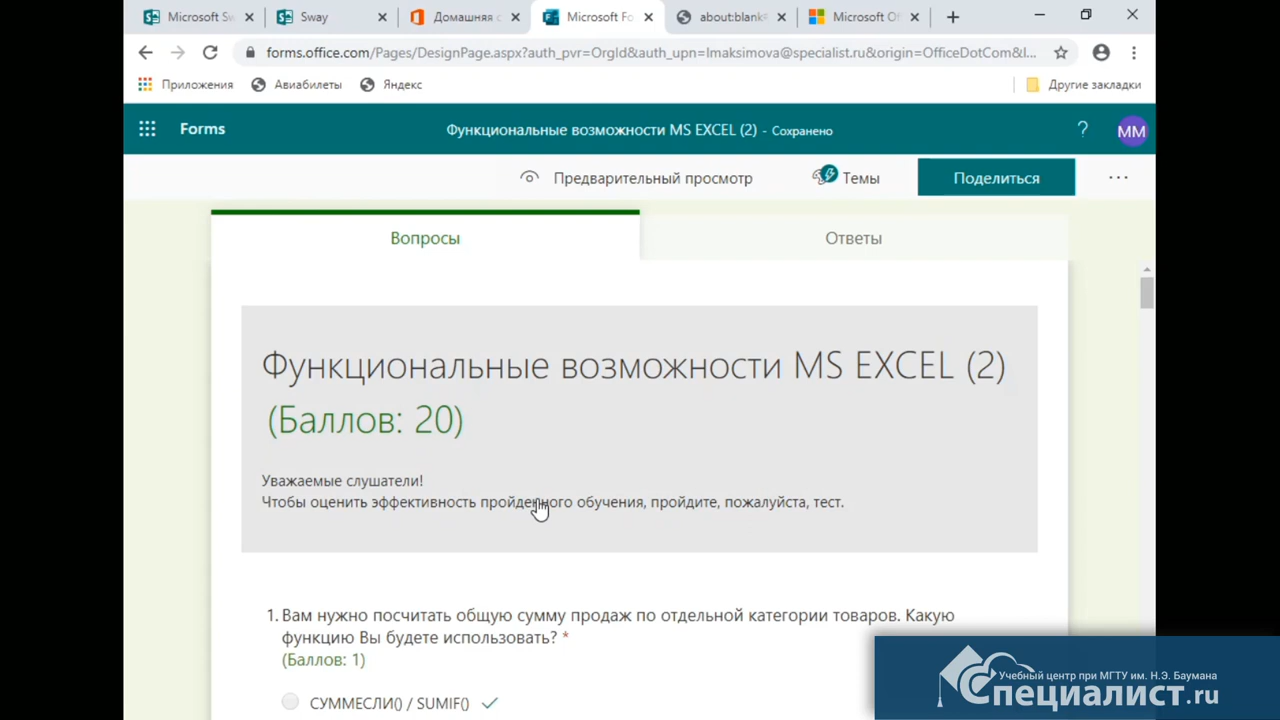 Microsoft Sw
Sway
Домашняя с
Microsoft Fo
about:blank
Microsoft Of
forms.office.com/Pages/DesignPage.aspx?auth_pvr=OrgId&auth_upn=lmaksimova@specialist.ru&origin=OfficeDotCom&l...
Приложения
Авиабилеты
Яндекс
Другие закладки
Forms
Функциональные возможности MS EXCEL (2) - Сохранено
?
MM
Предварительный просмотр
Темы
Поделиться
...
Вопросы
Ответы
Функциональные возможности MS EXCEL (2)
(Баллов: 20)
Уважаемые слушатели!
Чтобы оценить эффективность пройденного обучения, пройдите, пожалуйста, тест.
1. Вам нужно посчитать общую сумму продаж по отдельной категории товаров. Какую
функцию Вы будете использовать? *
(Баллов: 1)
СУММЕСЛИ() / SUMIF()
Учебный центр при МГТУ им. Н.Э. Баумана
Специалист.ru